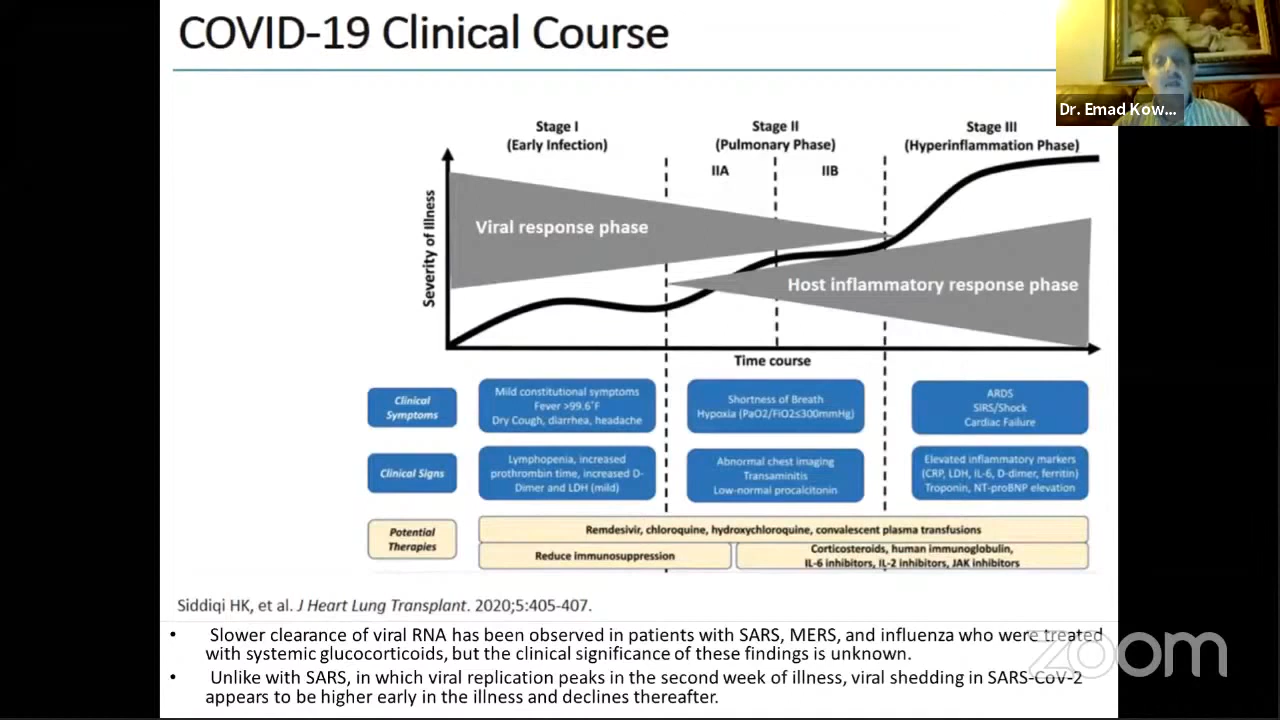 COVID-19 Clinical Course
Dr. Emad Kow...
Stage I
(Early Infection)
Stage II
(Pulmonary Phase)
Stage III
(Hyperinflammation Phase)
IIA
IIB
Severity of Illness
Viral response phase
Host inflammatory response phase
Time course
Clinical
Symptoms
Mild constitutional symptoms
Fever >99.6°F
Dry Cough, diarrhea, headache
Shortness of Breath
Hypoxia (PaO2/FiO2≤300mmHg)
ARDS
SIRS/Shock
Cardiac Failure
Clinical Signs
Lymphopenia, increased
prothrombin time, increased D-
Dimer and LDH (mild)
Abnormal chest imaging
Transaminitis
Low-normal procalcitonin
Elevated inflammatory markers
(CRP, LDH, IL-6, D-dimer, ferritin)
Troponin, NT-proBNP elevation
Potential
Therapies
Remdesivir, chloroquine, hydroxychloroquine, convalescent plasma transfusions
Reduce immunosuppression
Corticosteroids, human immunoglobulin,
IL-6 inhibitors, IL-2 inhibitors, JAK inhibitors
Siddiqi HK, et al. J Heart Lung Transplant. 2020;5:405-407.
• Slower clearance of viral RNA has been observed in patients with SARS, MERS, and influenza who were treated
with systemic glucocorticoids, but the clinical significance of these findings is unknown.
• Unlike with SARS, in which viral replication peaks in the second week of illness, viral shedding in SARS-CoV-2
appears to be higher early in the illness and declines thereafter.
zoom